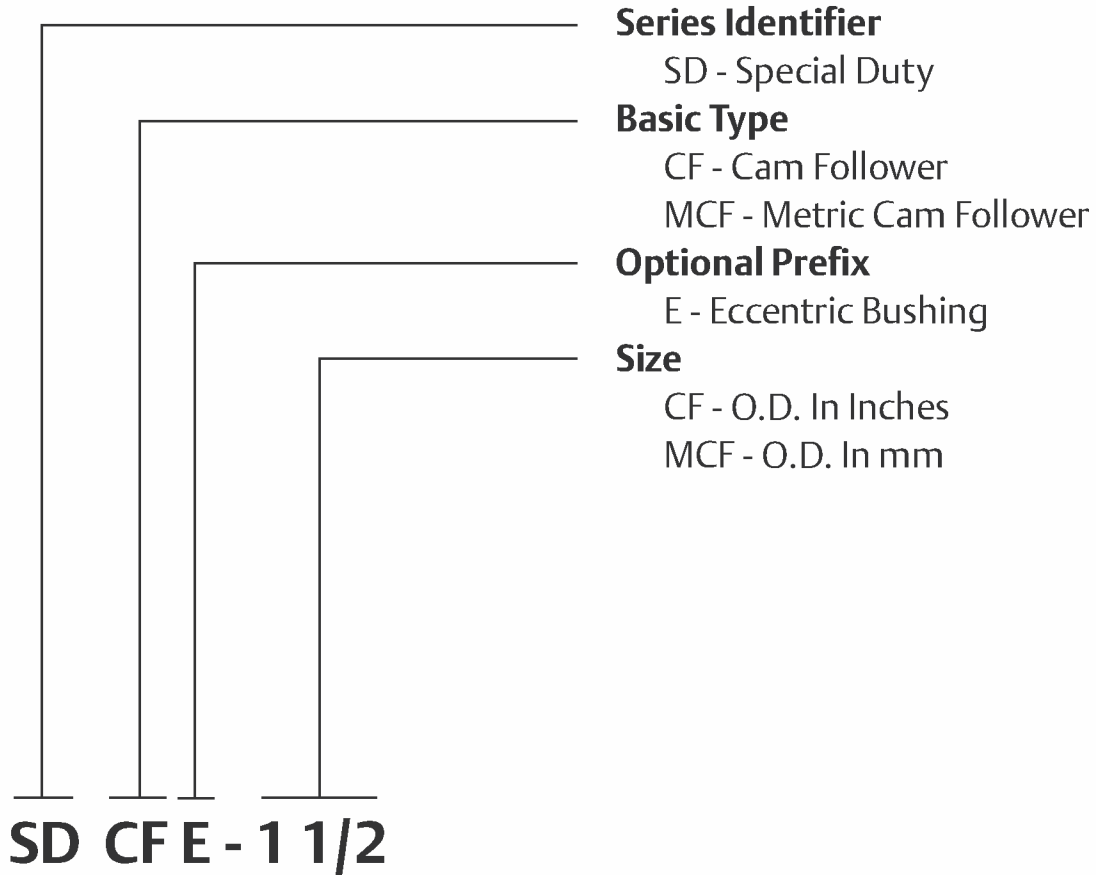 Series Identifier
SD - Special Duty
Basic Type
CF - Cam Follower
MCF - Metric Cam Follower
Optional Prefix
E - Eccentric Bushing
Size
CF - O.D. In Inches
MCF - O.D. In mm
SD CF E - 1 1/2